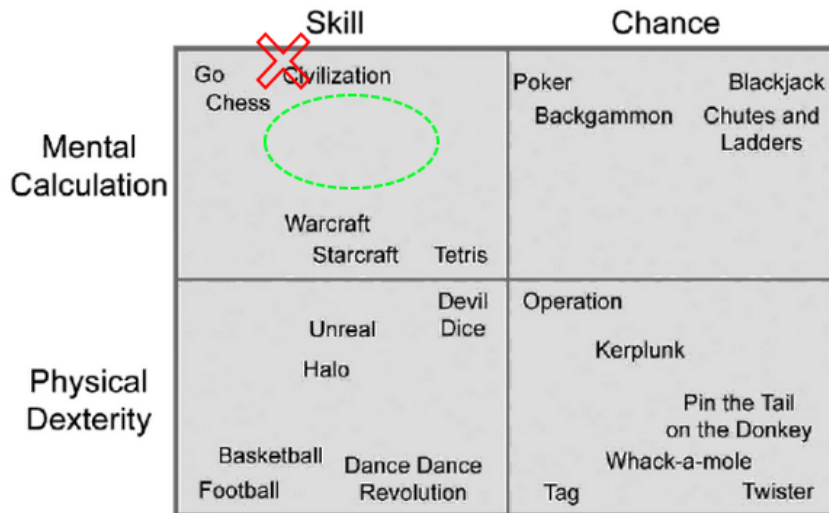 Skill
Chance
Mental
Calculation
Go
Civilization
Chess
Warcraft
Starcraft
Tetris
Poker
Blackjack
Backgammon
Chutes and
Ladders
Physical
Dexterity
Devil
Dice
Unreal
Halo
Basketball
Dance Dance
Revolution
Football
Operation
Kerplunk
Pin the Tail
on the Donkey
Whack-a-mole
Tag
Twister